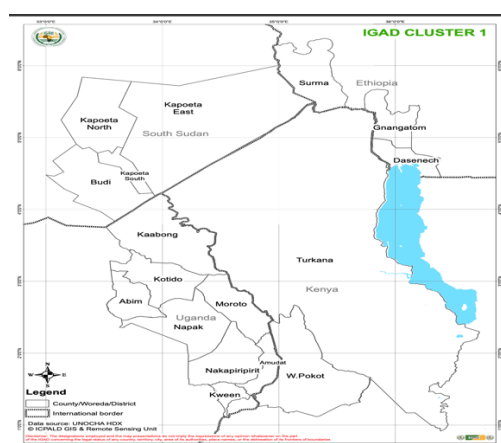 IGAD CLUSTER 1
Surma
Ethiopia
Kapoeta
East
Kapoeta
North
South Sudan
Gnangatom
Dasenech
Kapoeta
South
Budi
Kaabong
Turkana
Kotido
Kenya
Abim
Moroto
Uganda
Napak
Amudat
Nakapiripirit
W.Pokot
Kween
N
W
E
S
Legend
County/Woreda/District
International border
Data source: UNOCHA HDX
© ICPALD GIS & Remote Sensing Unit